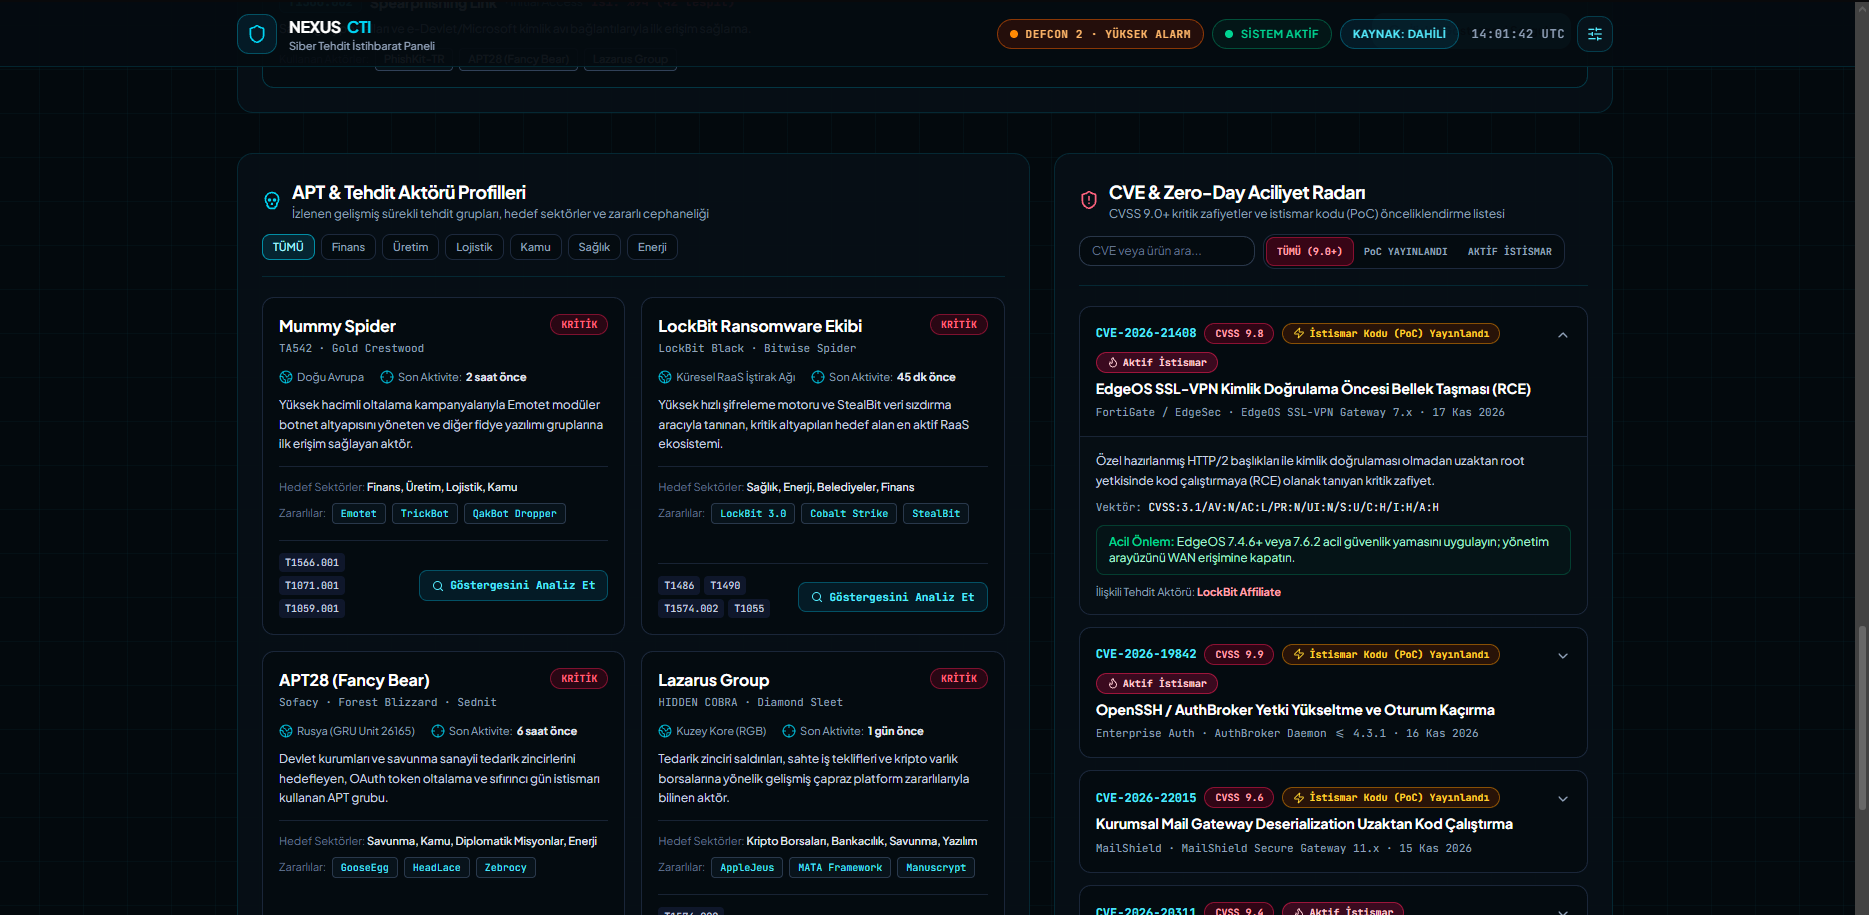 NEXUS CTI
Siber Tehdit İstihbarat Paneli
DEFCON 2 · YÜKSEK ALARM
SİSTEM AKTİF
KAYNAK: DAHİLİ
14:01:42 UTC
PhishKit-TR
APT28 (Fancy Bear)
Lazarus Group
APT & Tehdit Aktörü Profilleri
İzlenen gelişmiş sürekli tehdit grupları, hedef sektörler ve zararlı cephaneliği
TÜMÜ
Finans
Üretim
Lojistik
Kamu
Sağlık
Enerji
Mummy Spider
KRİTİK
TA542 · Gold Crestwood
Doğu Avrupa
Son Aktivite: 2 saat önce
Yüksek hacimli oltalama kampanyalarıyla Emotet modüler
botnet altyapısını yöneten ve diğer fidye yazılımı gruplarına
ilk erişim sağlayan aktör.
Hedef Sektörler: Finans, Üretim, Lojistik, Kamu
Zararlılar: Emotet TrickBot QakBot Dropper
T1566.001
T1071.001
T1059.001
Göstergesini Analiz Et
LockBit Ransomware Ekibi
KRİTİK
LockBit Black · Bitwise Spider
Küresel RaaS İştirak Ağı
Son Aktivite: 45 dk önce
Yüksek hızlı şifreleme motoru ve StealBit veri sızdırma
aracıyla tanınan, kritik altyapıları hedef alan en aktif RaaS
ekosistemi.
Hedef Sektörler: Sağlık, Enerji, Belediyeler, Finans
Zararlılar: LockBit 3.0 Cobalt Strike StealBit
T1486 T1490
T1574.002 T1055
Göstergesini Analiz Et
APT28 (Fancy Bear)
KRİTİK
Sofacy · Forest Blizzard · Sednit
Rusya (GRU Unit 26165)
Son Aktivite: 6 saat önce
Devlet kurumları ve savunma sanayii tedarik zincirlerini
hedefleyen, OAuth token oltalama ve sıfırıncı gün istismarı
kullanan APT grubu.
Hedef Sektörler: Savunma, Kamu, Diplomatik Misyonlar, Enerji
Zararlılar: GooseEgg HeadLace Zebrocy
Lazarus Group
KRİTİK
HIDDEN COBRA · Diamond Sleet
Kuzey Kore (RGB)
Son Aktivite: 1 gün önce
Tedarik zinciri saldırıları, sahte iş teklifleri ve kripto varlık
borsalarına yönelik gelişmiş çapraz platform zararlılarıyla
bilinen aktör.
Hedef Sektörler: Kripto Borsaları, Bankacılık, Savunma, Yazılım
Zararlılar: AppleJeus MATA Framework Manuscrypt
CVE & Zero-Day Aciliyet Radarı
CVSS 9.0+ kritik zafiyetler ve istismar kodu (PoC) önceliklendirme listesi
CVE veya ürün ara...
TÜMÜ (9.0+)
PoC YAYINLANDI
AKTİF İSTİSMAR
CVE-2026-21408 CVSS 9.8 İstismar Kodu (PoC) Yayınlandı
Aktif İstismar
EdgeOS SSL-VPN Kimlik Doğrulama Öncesi Bellek Taşması (RCE)
FortiGate / EdgeSec · EdgeOS SSL-VPN Gateway 7.x · 17 Kas 2026
Özel hazırlanmış HTTP/2 başlıkları ile kimlik doğrulaması olmadan uzaktan root
yetkisinde kod çalıştırmaya (RCE) olanak tanıyan kritik zafiyet.
Vektör: CVSS:3.1/AV:N/AC:L/PR:N/UI:N/S:U/C:H/I:H/A:H
Acil Önlem: EdgeOS 7.4.6+ veya 7.6.2 acil güvenlik yamasını uygulayın; yönetim
arayüzünü WAN erişimine kapatın.
İlişkili Tehdit Aktörü: LockBit Affiliate
CVE-2026-19842 CVSS 9.9 İstismar Kodu (PoC) Yayınlandı
Aktif İstismar
OpenSSH / AuthBroker Yetki Yükseltme ve Oturum Kaçırma
Enterprise Auth · AuthBroker Daemon ≤ 4.3.1 · 16 Kas 2026
CVE-2026-22015 CVSS 9.6 İstismar Kodu (PoC) Yayınlandı
Kurumsal Mail Gateway Deserialization Uzaktan Kod Çalıştırma
MailShield · MailShield Secure Gateway 11.x · 15 Kas 2026
CVE-2026-20311 CVSS 9.4 Aktif İstismar